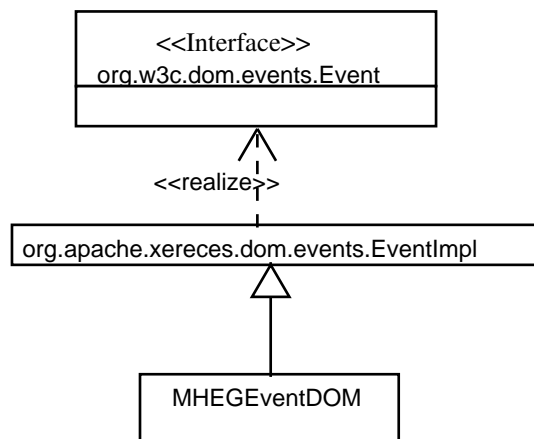 <<Interface>>
org.w3c.dom.events.Event
<<realize>>
org.apache.xereces.dom.events.EventImpl
MHEGEventDOM